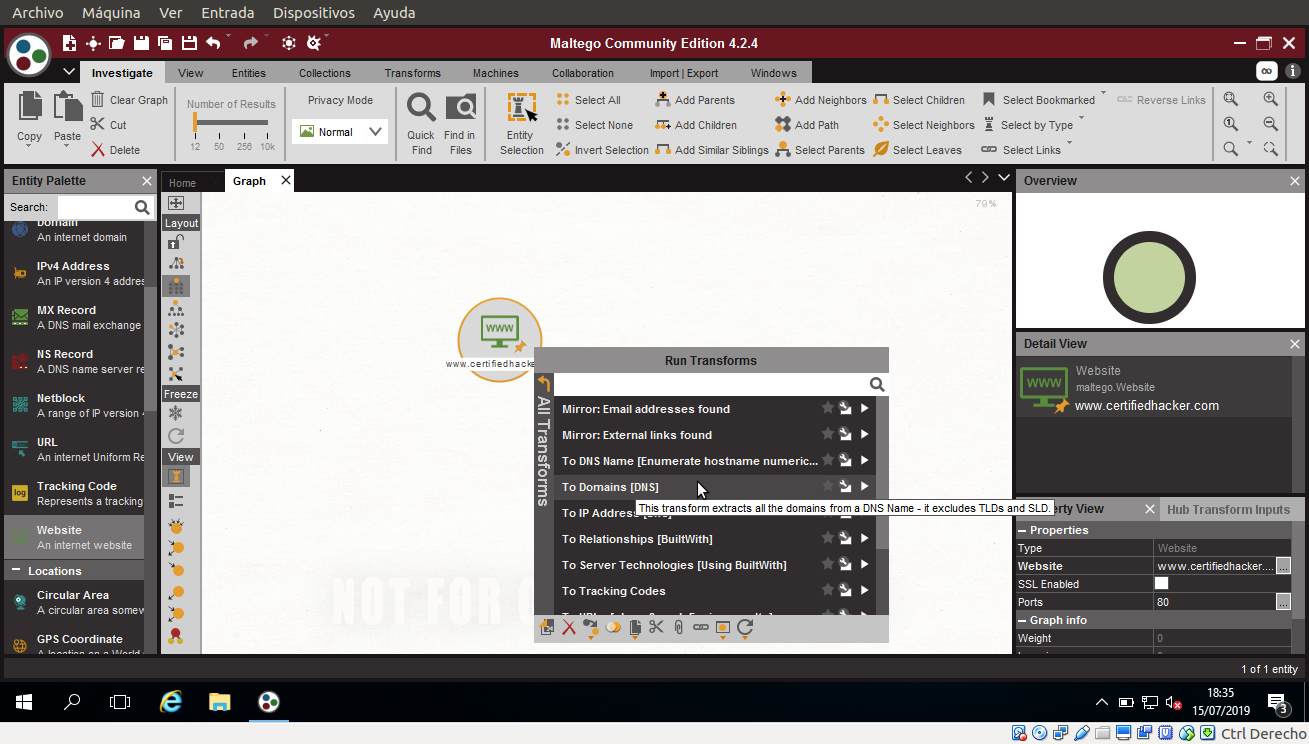 Archivo Máquina Ver Entrada Dispositivos Ayuda
Maltego Community Edition 4.2.4
Investigate View Entities Collections Transforms Machines Collaboration Import | Export Windows
Copy
Paste
Clear Graph
Cut
Delete
Number of Results
12 50 256 10k
Privacy Mode
Normal
Quick Find
Find in Files
Entity Selection
Select All
Select None
Invert Selection
Add Parents
Add Children
Add Similar Siblings
Add Neighbors
Add Path
Select Parents
Select Children
Select Neighbors
Select Leaves
Select Bookmarked
Select by Type
Select Links
Reverse Links
Entity Palette
Search:
Domain
An internet domain
IPv4 Address
An IP version 4 addres
MX Record
A DNS mail exchange
NS Record
A DNS name server re
Netblock
A range of IP version
URL
An internet Uniform Re
Tracking Code
Represents a tracking
Website
An internet website
Locations
Circular Area
A circular area somew
GPS Coordinate
A location on a World
Home
Graph
Layout
Freeze
View
79%
www.certifiedhacke
NOT FOR
Run Transforms
All Transforms
Mirror: Email addresses found
Mirror: External links found
To DNS Name [Enumerate hostname numeric...
To Domains [DNS]
This transform extracts all the domains from a DNS Name - it excludes TLDs and SLD.
To IP Address
To Relationships [BuiltWith]
To Server Technologies [Using BuiltWith]
To Tracking Codes
Overview
Detail View
Website
maltego.Website
www.certifiedhacker.com
erty View
Hub Transform Inputs
Properties
Type Website
Website www.certifiedhacker....
SSL Enabled
Ports 80
Graph info
Weight 0
1 of 1 entity
18:35
15/07/2019
3
Ctrl Derecho